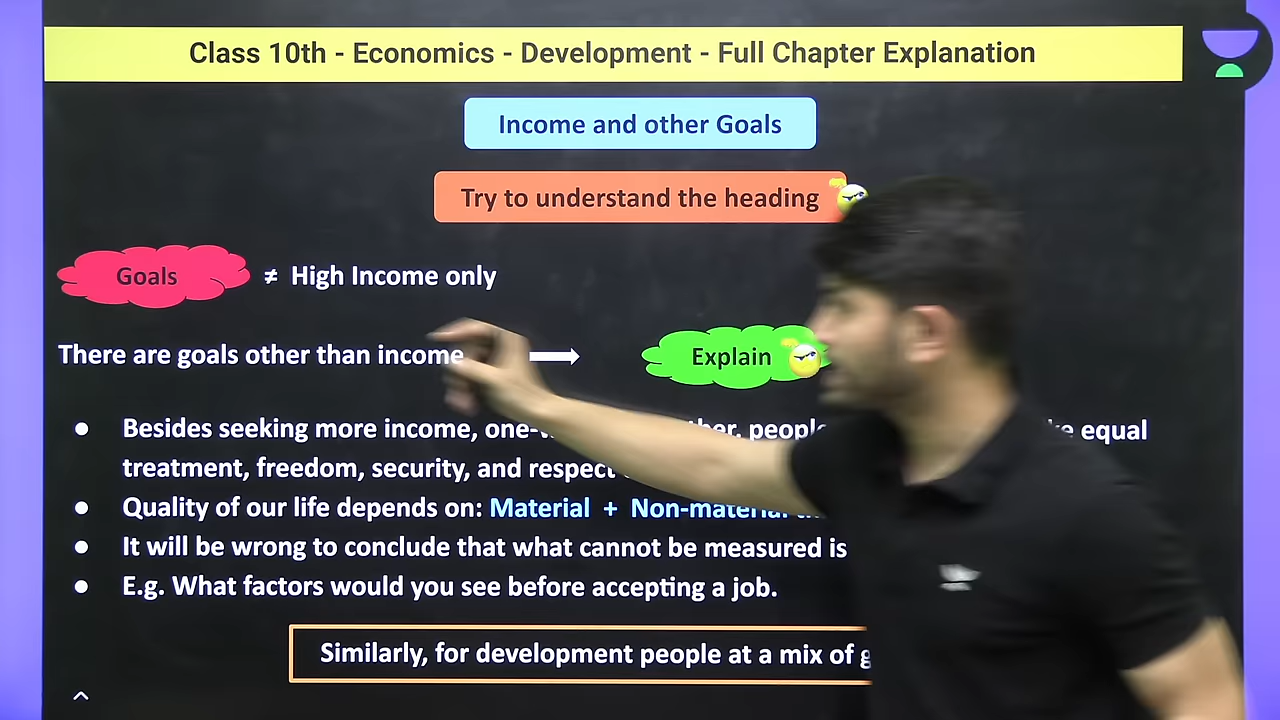 Class 10th - Economics - Development - Full Chapter Explanation
Income and other Goals
Try to understand the heading
Goals ≠ High Income only
There are goals other than income Explain
Besides seeking more income, people equal
treatment, freedom, security, and respect
Quality of our life depends on: Material + Non-material
It will be wrong to conclude that what cannot be measured is
E.g. What factors would you see before accepting a job.
Similarly, for development people at a mix of